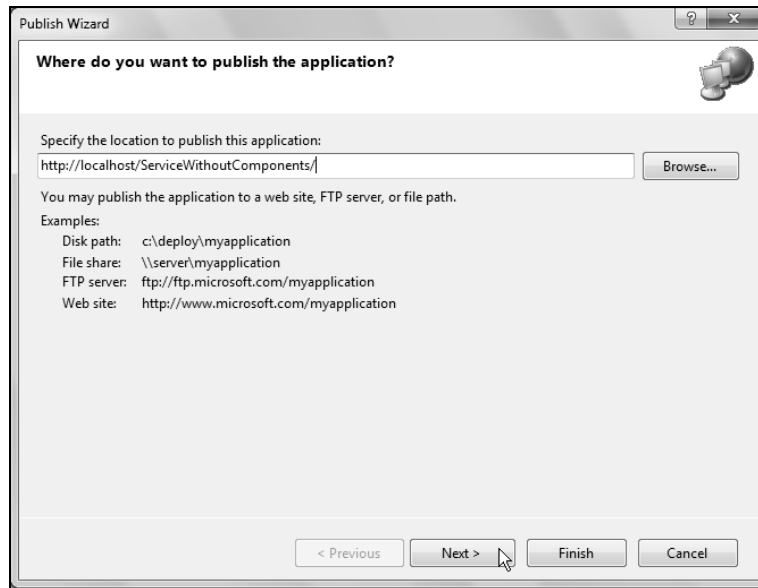 Publish Wizard
? X
Where do you want to publish the application?
Specify the location to publish this application:
http://localhost/ServiceWithoutComponents/
Browse...
You may publish the application to a web site, FTP server, or file path.
Examples:
Disk path: c:\deploy\myapplication
File share: \\server\myapplication
FTP server: ftp://ftp.microsoft.com/myapplication
Web site: http://www.microsoft.com/myapplication
< Previous Next > Finish Cancel